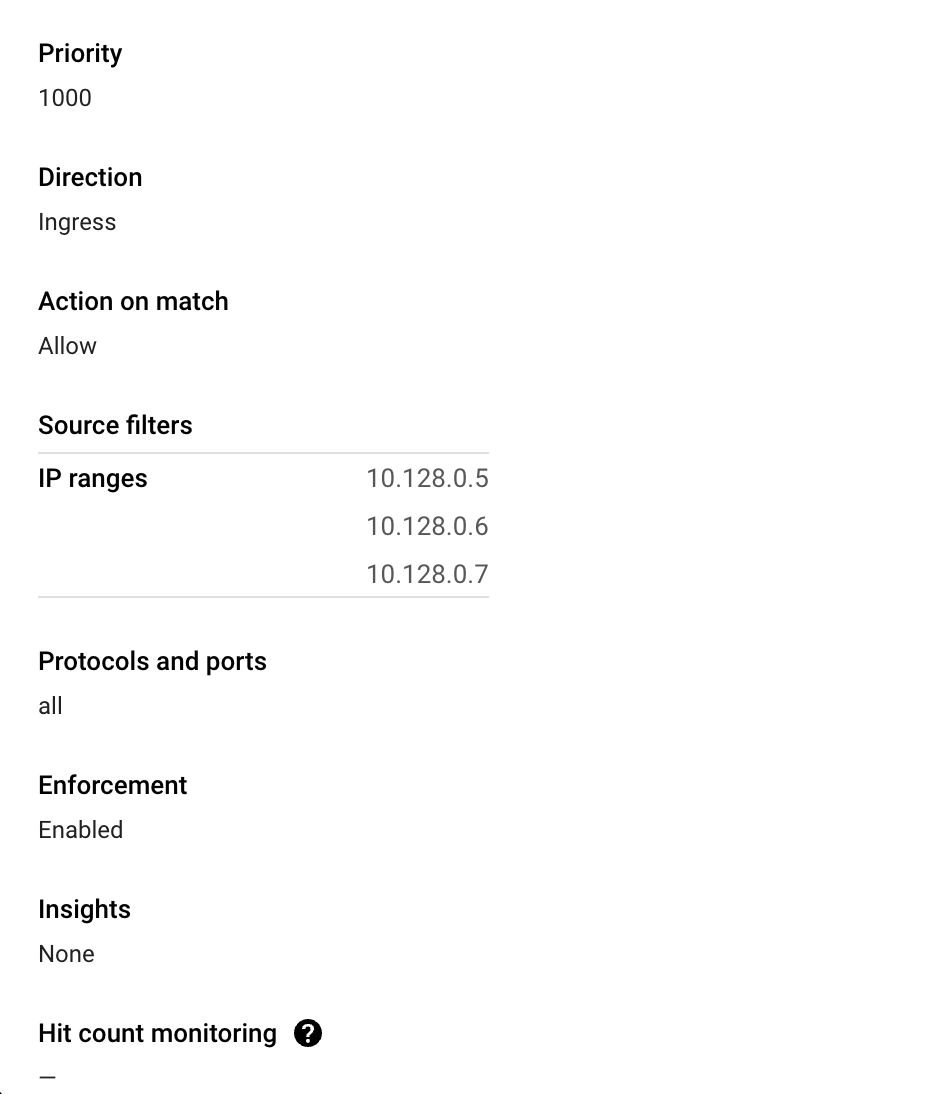 Priority
1000
Direction
Ingress
Action on match
Allow
Source filters
IP ranges 10.128.0.5
10.128.0.6
10.128.0.7
Protocols and ports
all
Enforcement
Enabled
Insights
None
Hit count monitoring ?
—